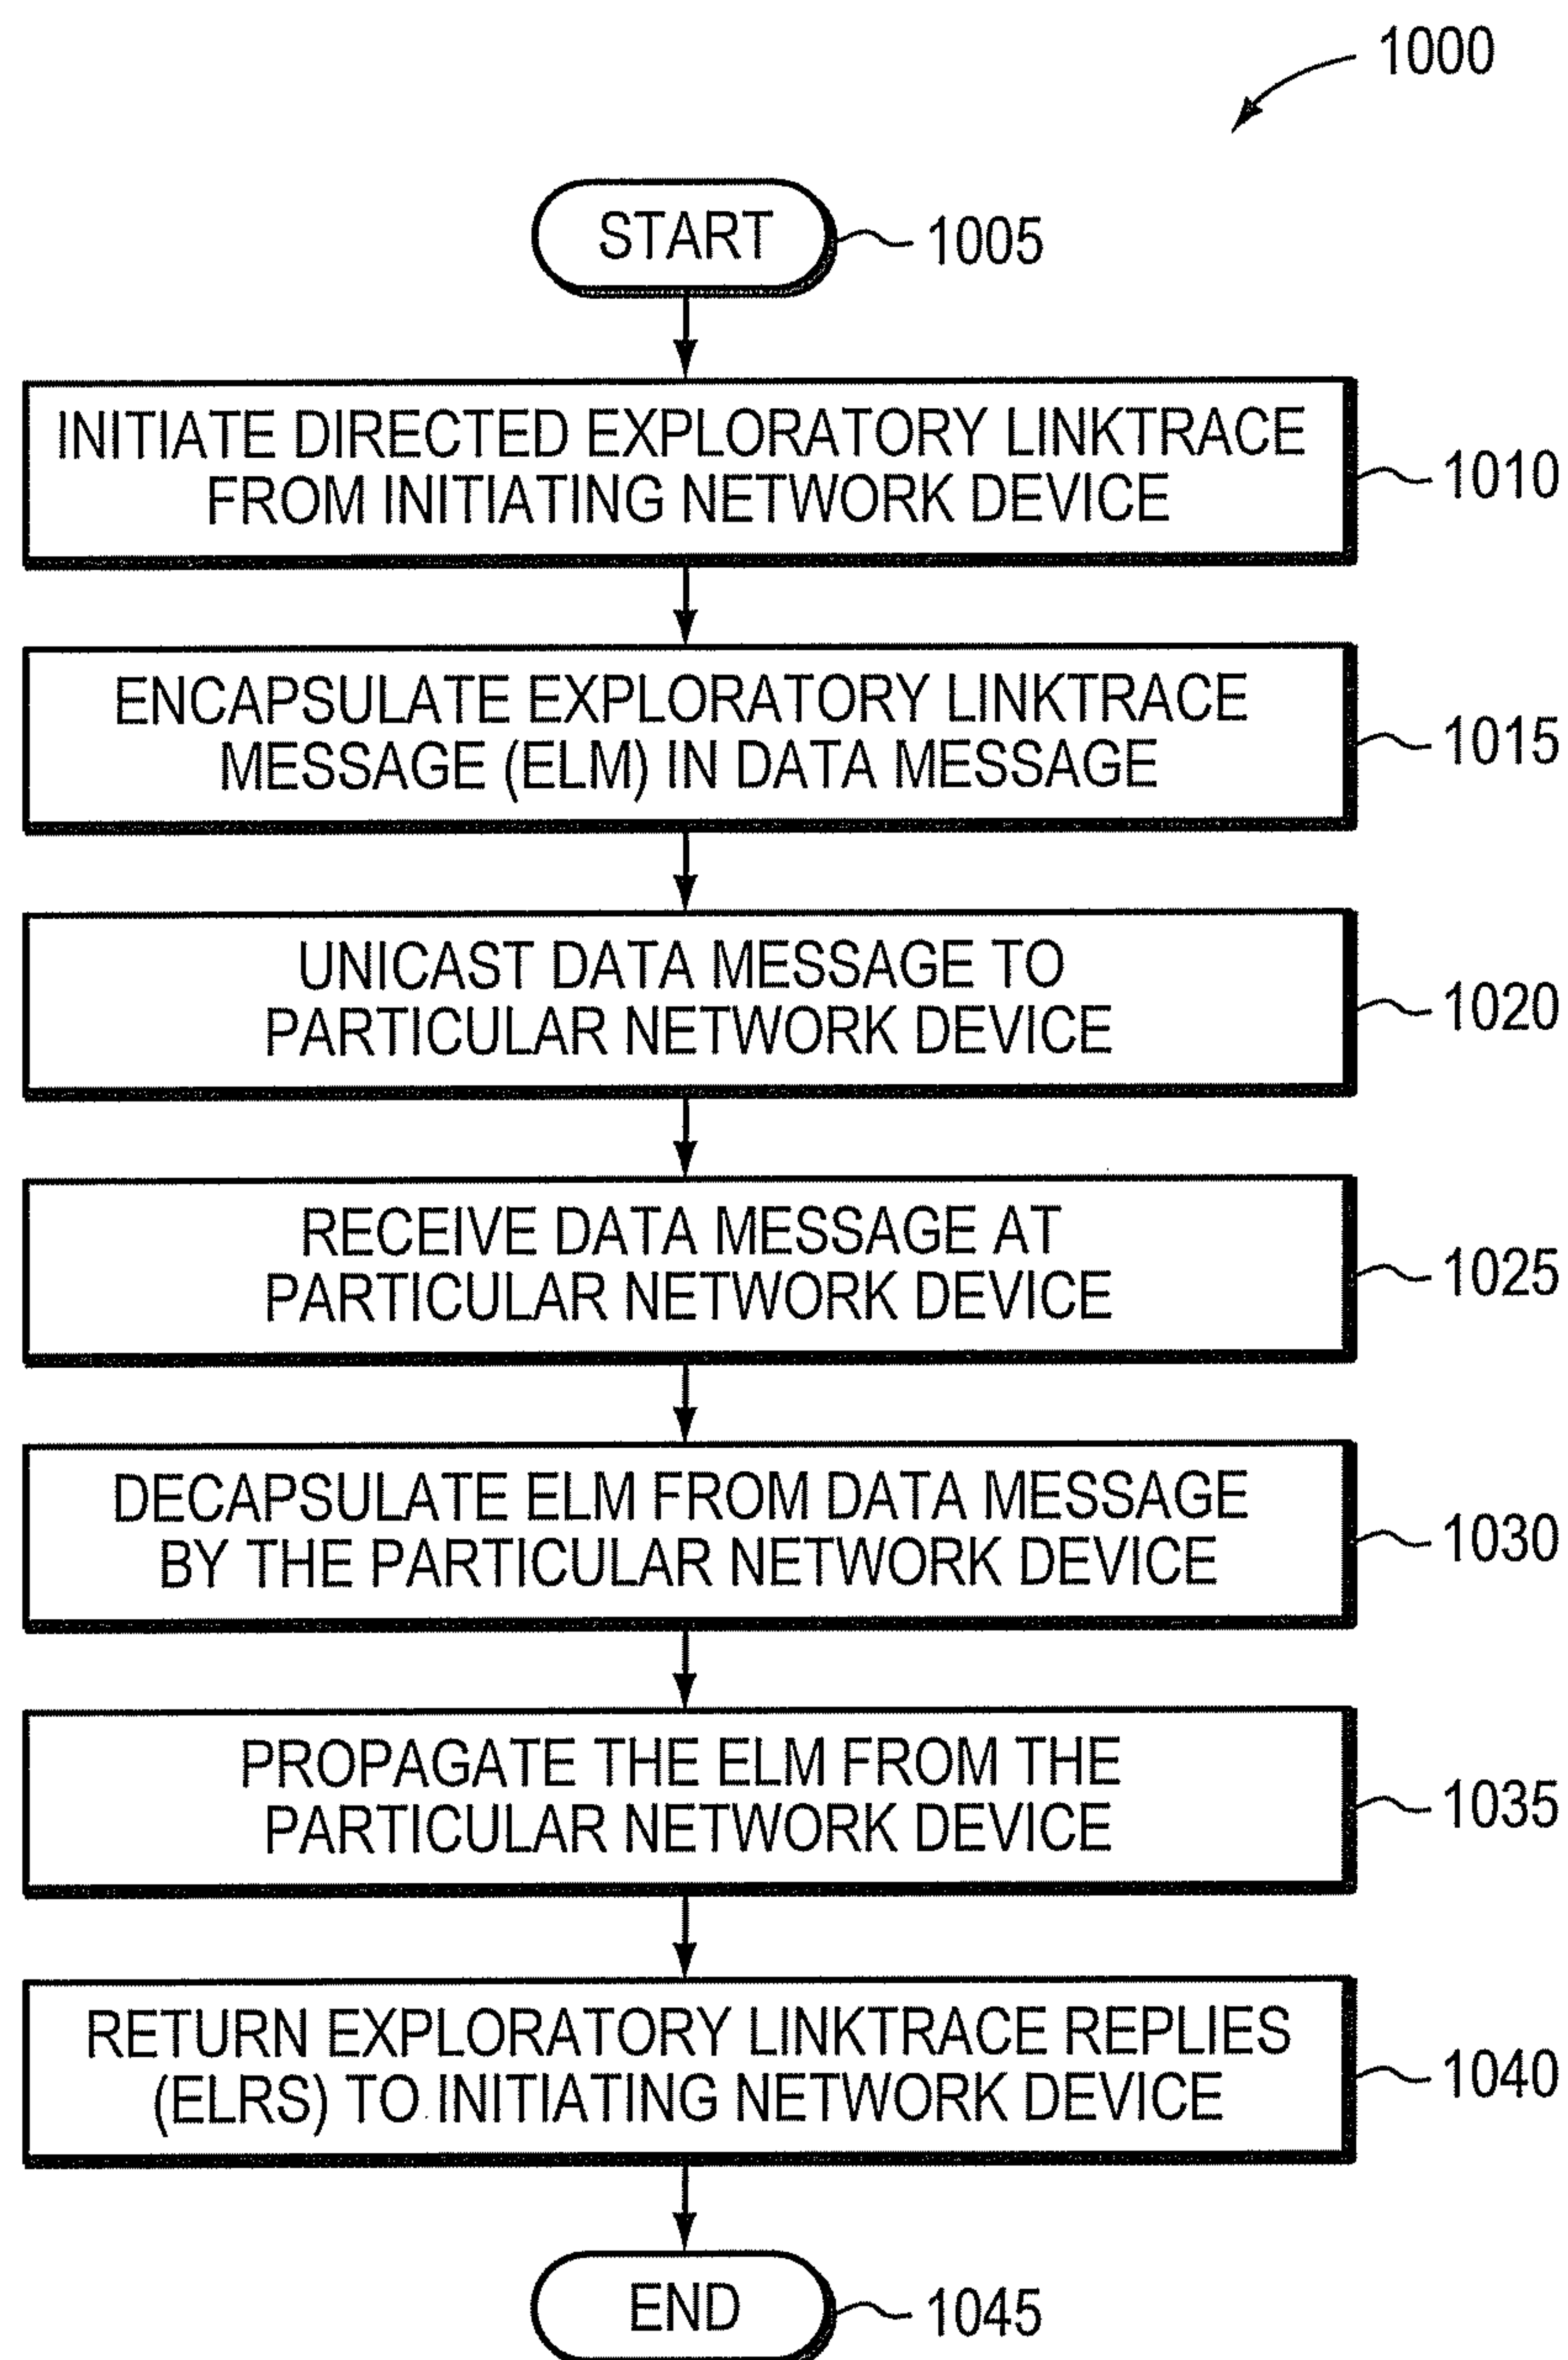 1000
START
1005
INITIATE DIRECTED EXPLORATORY LINKTRACE
FROM INITIATING NETWORK DEVICE
1010
ENCAPSULATE EXPLORATORY LINKTRACE
MESSAGE (ELM) IN DATA MESSAGE
1015
UNICAST DATA MESSAGE TO
PARTICULAR NETWORK DEVICE
1020
RECEIVE DATA MESSAGE AT
PARTICULAR NETWORK DEVICE
1025
DECAPSULATE ELM FROM DATA MESSAGE
BY THE PARTICULAR NETWORK DEVICE
1030
PROPAGATE THE ELM FROM THE
PARTICULAR NETWORK DEVICE
1035
RETURN EXPLORATORY LINKTRACE REPLIES
(ELRS) TO INITIATING NETWORK DEVICE
1040
END
1045